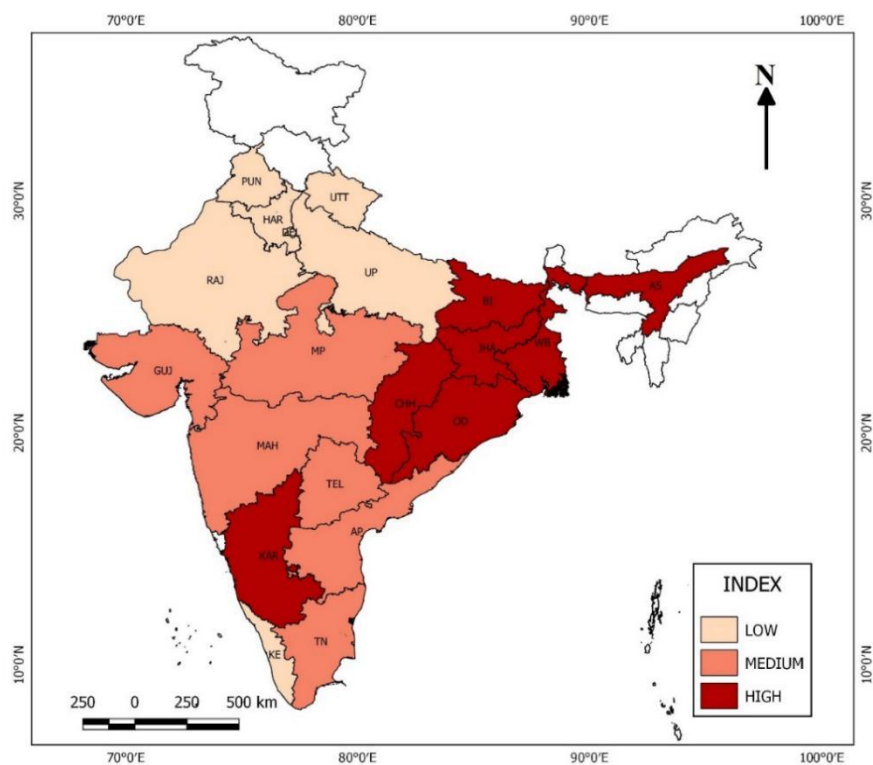 70°0'E 80°0'E 90°0'E 100°0'E
N
30°0'N 30°0'N
PUN
UTT
HAR
RAJ UP
AS
BI
JHA WB
MP
GUJ
CHH
OD
20°0'N 20°0'N
MAH
TEL
AP
KAR
INDEX
LOW
MEDIUM
HIGH
TN
KE
10°0'N 10°0'N
250 0 250 500 km
70°0'E 80°0'E 90°0'E 100°0'E